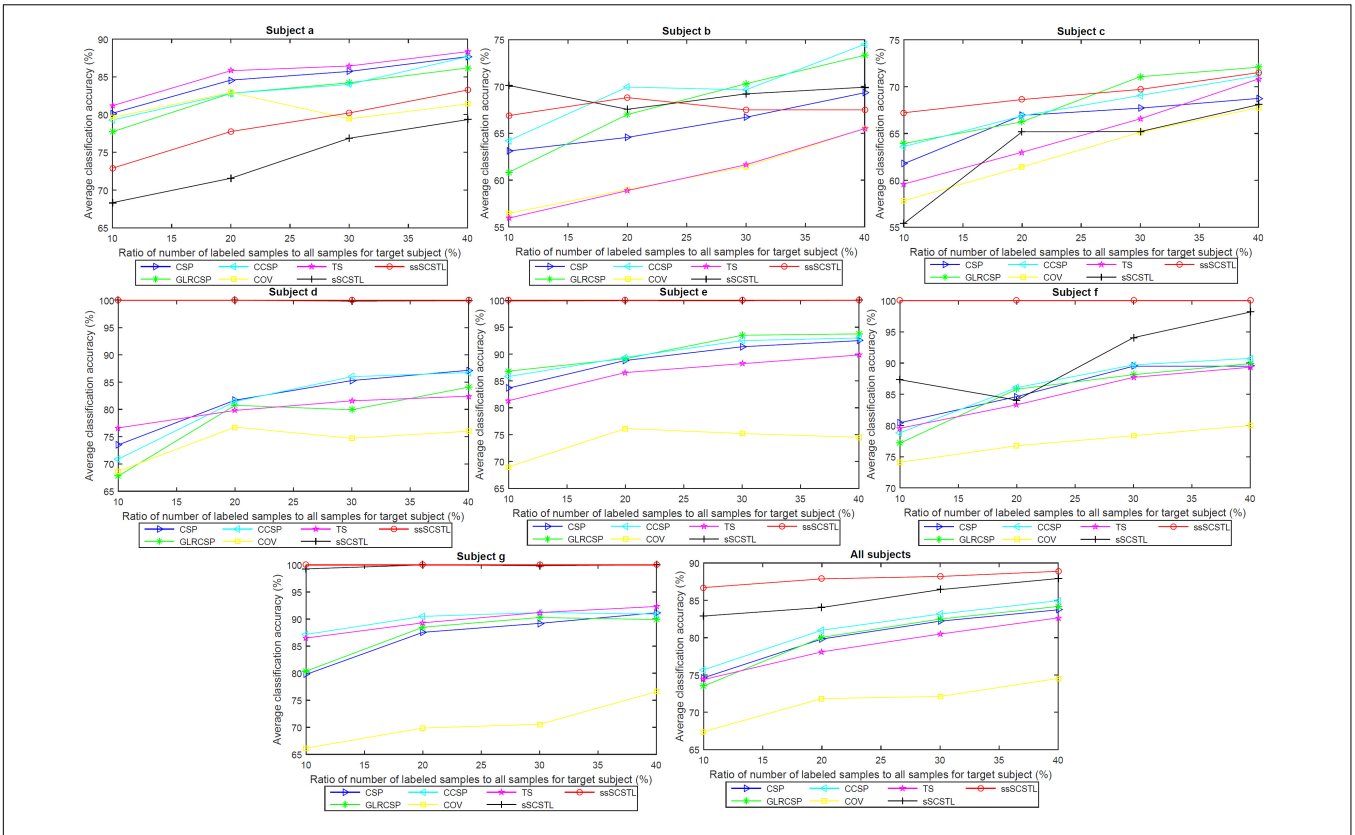 Subject a
Average classification accuracy (%)
90
85
80
75
70
65
10 15 20 25 30 35 40
Ratio of number of labeled samples to all samples for target subject (%)
CSP CCSP TS ssSCSTL
GLRCSP COV sSCSTL
Subject b
Average classification accuracy (%)
75
70
65
60
55
10 15 20 25 30 35 40
Ratio of number of labeled samples to all samples for target subject (%)
CSP CCSP TS ssSCSTL
GLRCSP COV sSCSTL
Subject c
Average classification accuracy (%)
75
70
65
60
55
10 15 20 25 30 35 40
Ratio of number of labeled samples to all samples for target subject (%)
CSP CCSP TS ssSCSTL
GLRCSP COV sSCSTL
Subject d
Average classification accuracy (%)
100
95
90
85
80
75
70
65
10 15 20 25 30 35 40
Ratio of number of labeled samples to all samples for target subject (%)
CSP CCSP TS ssSCSTL
GLRCSP COV sSCSTL
Subject e
Average classification accuracy (%)
100
95
90
85
80
75
70
65
10 15 20 25 30 35 40
Ratio of number of labeled samples to all samples for target subject (%)
CSP CCSP TS ssSCSTL
GLRCSP COV sSCSTL
Subject f
Average classification accuracy (%)
100
95
90
85
80
75
70
10 15 20 25 30 35 40
Ratio of number of labeled samples to all samples for target subject (%)
CSP CCSP TS ssSCSTL
GLRCSP COV sSCSTL
Subject g
Average classification accuracy (%)
100
95
90
85
80
75
70
65
10 15 20 25 30 35 40
Ratio of number of labeled samples to all samples for target subject (%)
CSP CCSP TS ssSCSTL
GLRCSP COV sSCSTL
All subjects
Average classification accuracy (%)
90
85
80
75
70
65
10 15 20 25 30 35 40
Ratio of number of labeled samples to all samples for target subject (%)
CSP CCSP TS ssSCSTL
GLRCSP COV sSCSTL